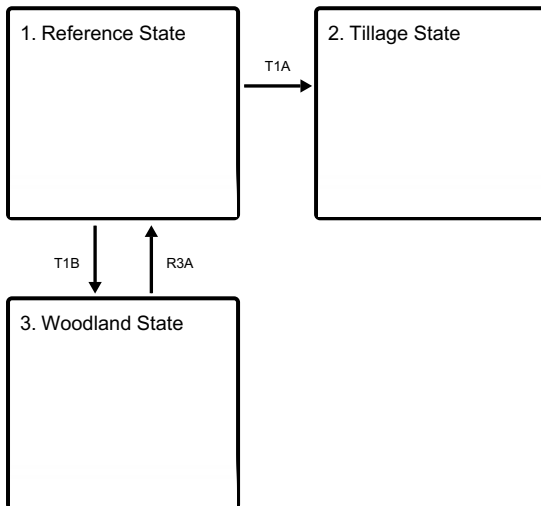 1. Reference State
2. Tillage State
T1A
T1B
R3A
3. Woodland State